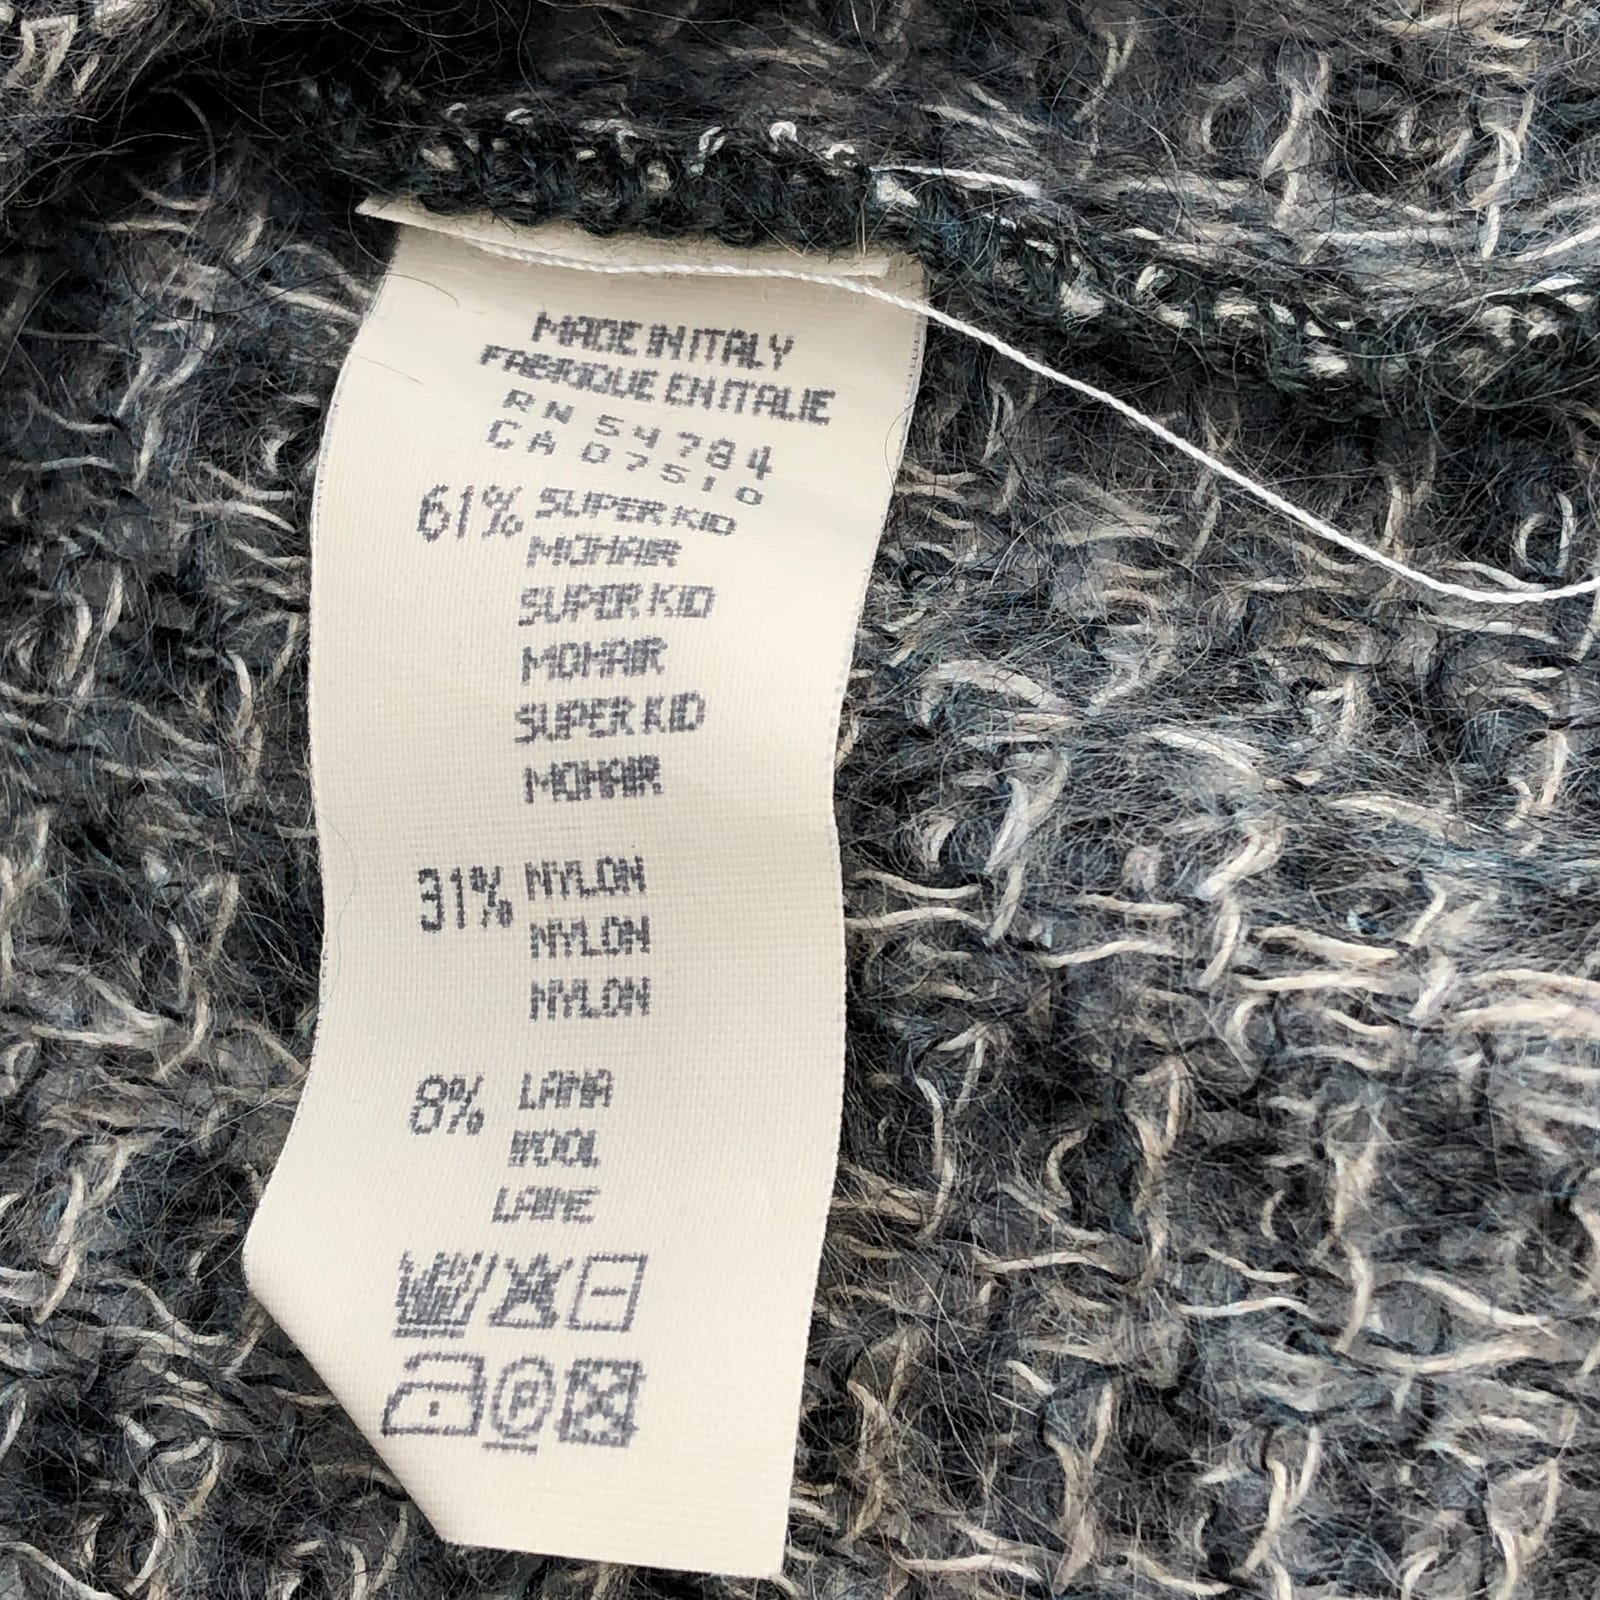 MADE IN ITALY
FABRIQUE EN ITALIE
RN 54784
CA 07510
61% SUPER KID
MOHAIR
SUPER KID
MOHAIR
SUPER KID
MOHAIR
31% NYLON
NYLON
NYLON
8% LANA
WOOL
LAINE
P